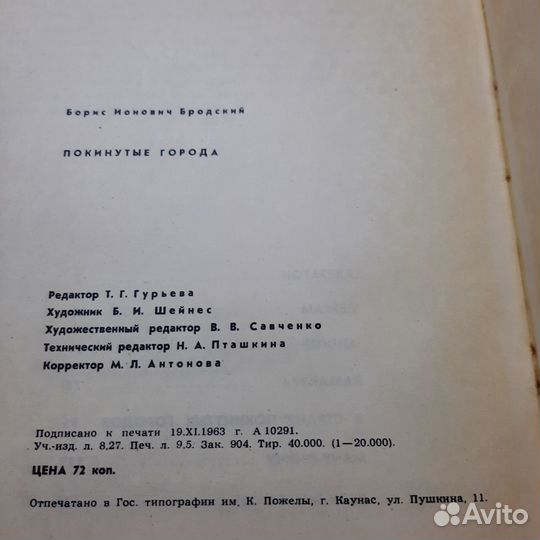 Борис Ионович Бродский
ПОКИНУТЫЕ ГОРОДА
Редактор Т. Г. Гурьева
Художник Б. И. Шейнес
Художественный редактор В. В. Савченко
Технический редактор Н. А. Пташкина
Корректор М. Л. Антонова
Подписано к печати 19.XI.1963 г. А 10291.
Уч.-изд. л. 8,27. Печ. л. 9,5. Зак. 904. Тир. 40.000. (1—20.000).
ЦЕНА 72 коп.
Отпечатано в Гос. типографии им. К. Пожелы, г. Каунас, ул. Пушкина, 11.
Avito